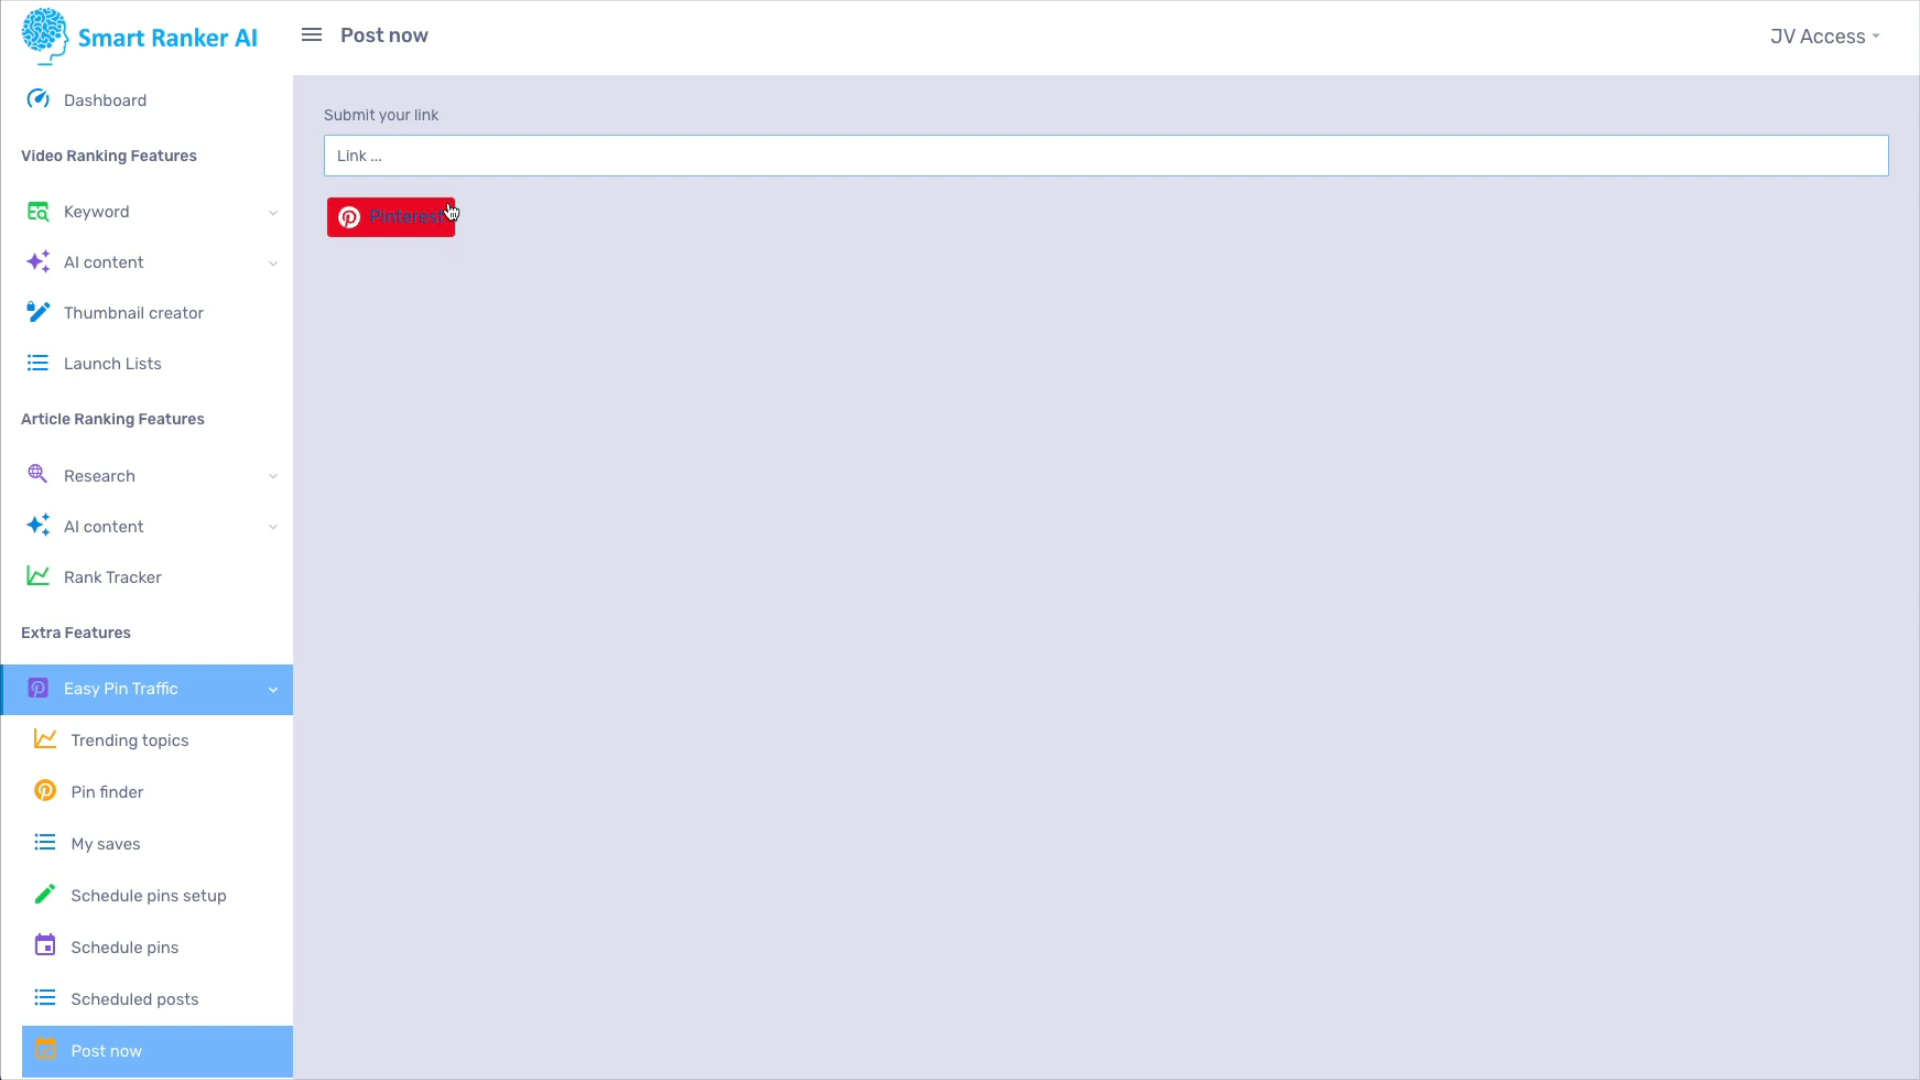 Smart Ranker AI
Post now
JV Access
Dashboard
Video Ranking Features
Keyword
AI content
Thumbnail creator
Launch Lists
Article Ranking Features
Research
AI content
Rank Tracker
Extra Features
Easy Pin Traffic
Trending topics
Pin finder
My saves
Schedule pins setup
Schedule pins
Scheduled posts
Post now
Submit your link
Link ...
Pinterest